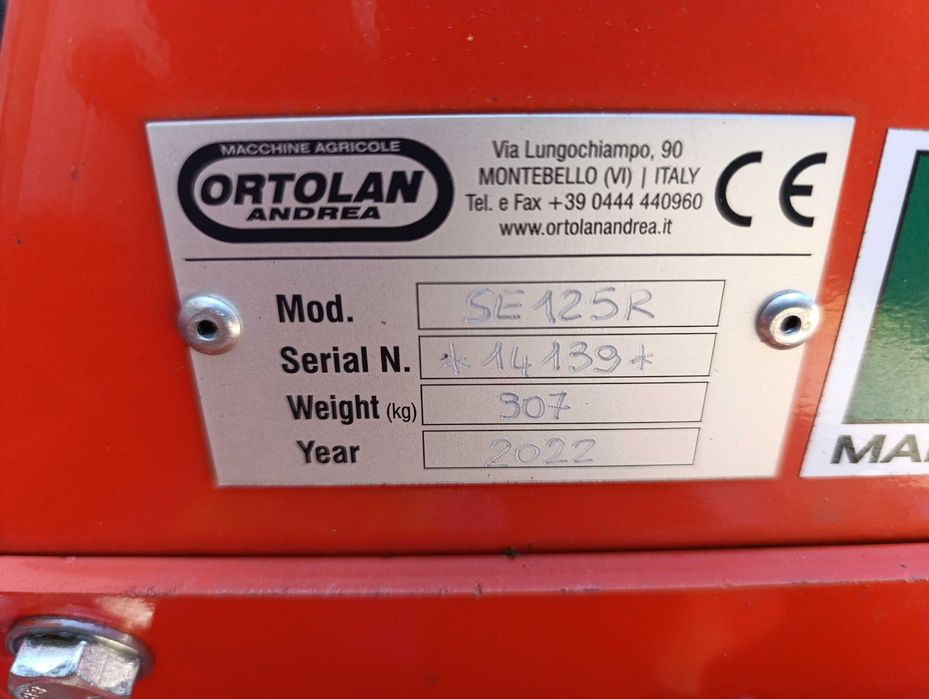 MACCHINE AGRICOLE
ORTOLAN
ANDREA
Via Lungochiampo, 90
MONTEBELLO (VI) | ITALY
Tel. e Fax +39 0444 440960
www.ortolanandrea.it
CE
Mod. SE125R
Serial N. *14139*
Weight (kg) 307
Year 2022